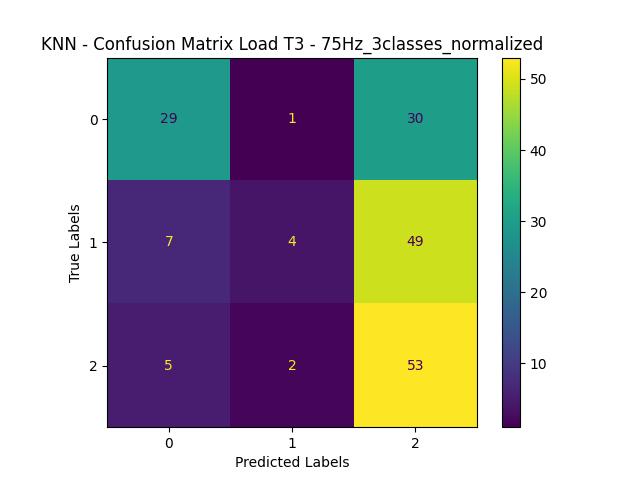 KNN - Confusion Matrix Load T3 - 75Hz_3classes_normalized
0 29 1 30
1 7 4 49
2 5 2 53
0 1 2
Predicted Labels
True Labels
50
40
30
20
10